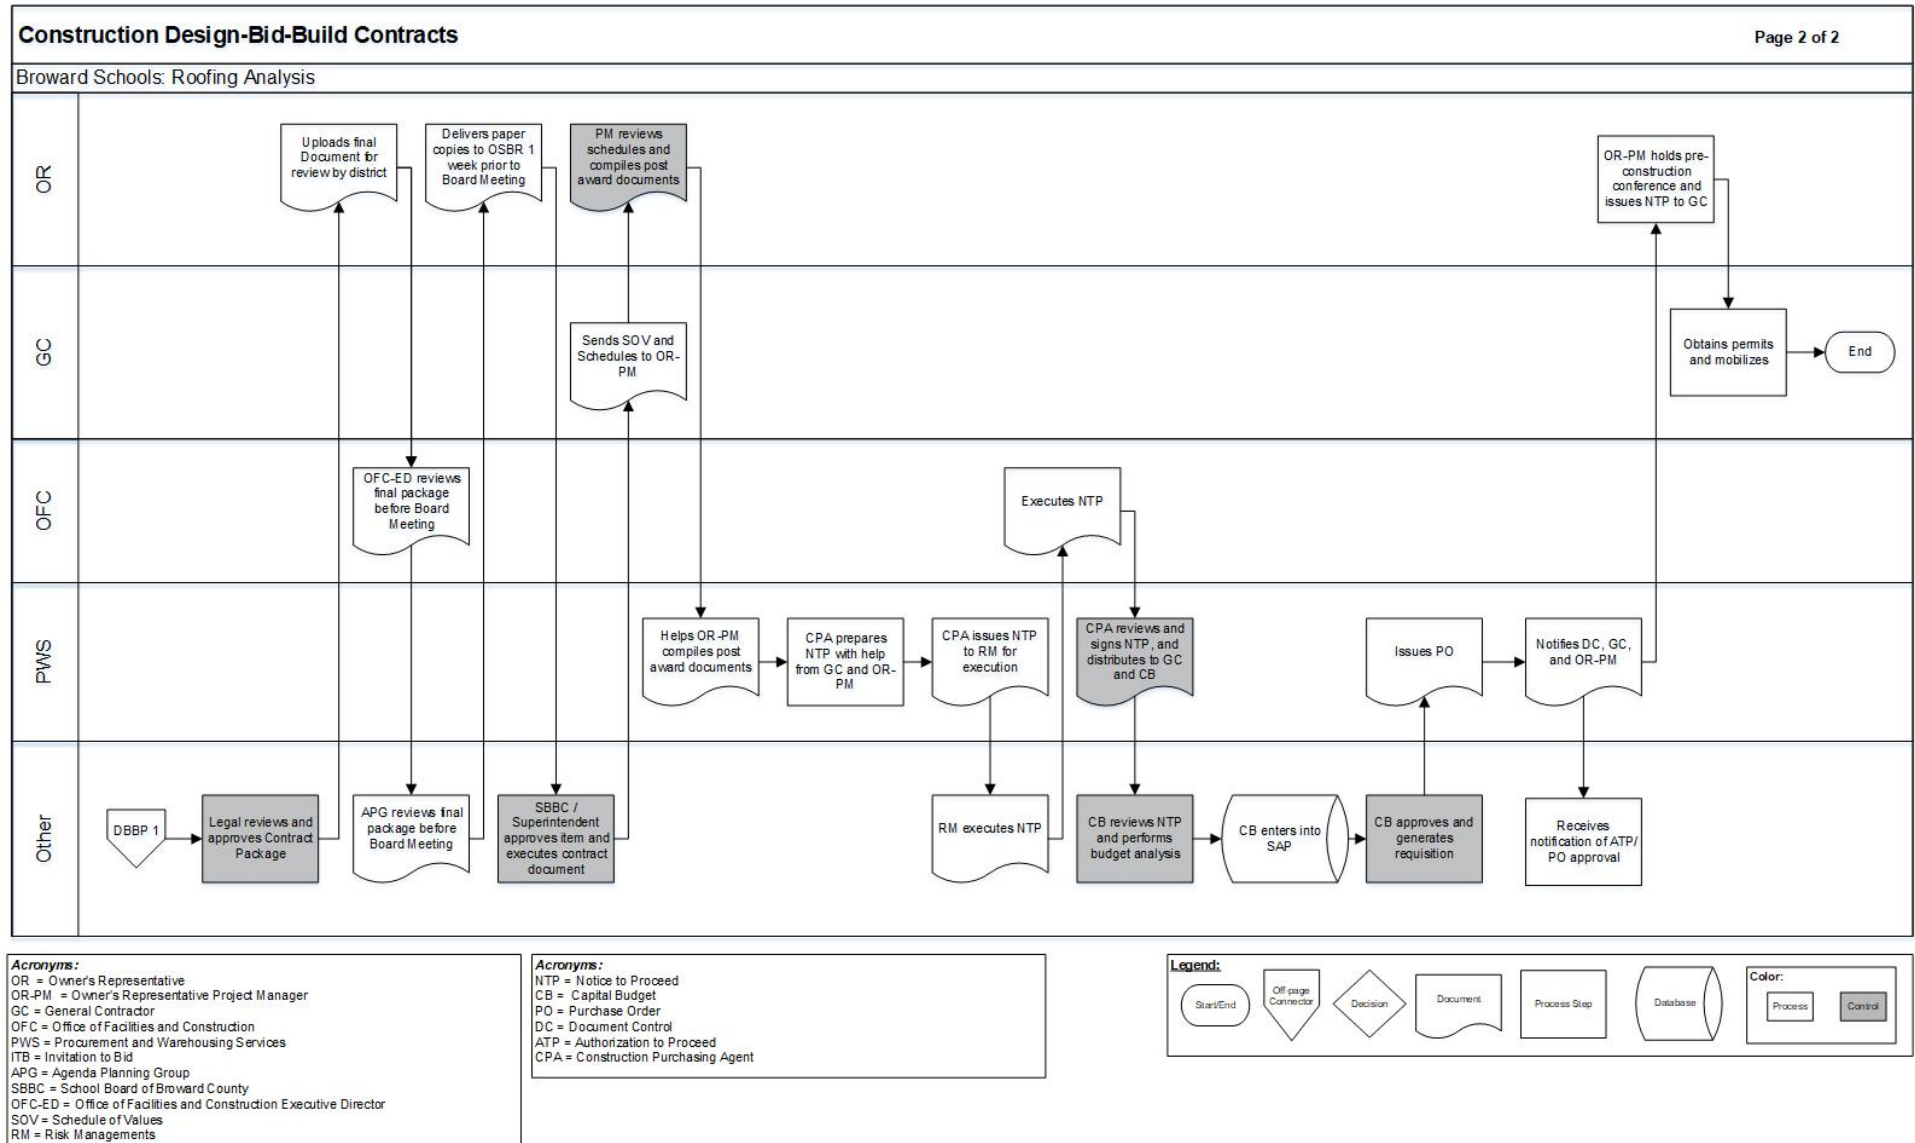 Construction Design-Bid-Build Contracts
Page 2 of 2
Broward Schools: Roofing Analysis
OR
Uploads final
Document for
review by district
Delivers paper
copies to OSBR 1
week prior to
Board Meeting
PM reviews
schedules and
compiles post
award documents
OR-PM holds pre-
construction
conference and
issues NTP to GC
GC
Sends SOV and
Schedules to OR-
PM
Obtains permits
and mobilizes
End
OFC
OFC-ED reviews
final package
before Board
Meeting
Executes NTP
PWS
Helps OR-PM
compiles post
award documents
CPA prepares
NTP with help
from GC and OR-
PM
CPA issues NTP
to RM for
execution
CPA reviews and
signs NTP, and
distributes to GC
and CB
Issues PO
Notifies DC, GC,
and OR-PM
Other
DBBP 1
Legal reviews and
approves Contract
Package
APG reviews final
package before
Board Meeting
SBBC /
Superintendent
approves item and
executes contract
document
RM executes NTP
CB reviews NTP
and performs
budget analysis
CB enters into
SAP
CB approves and
generates
requisition
Receives
notification of ATP/
PO approval
Acronyms:
OR = Owner's Representative
OR-PM = Owner's Representative Project Manager
GC = General Contractor
OFC = Office of Facilities and Construction
PWS = Procurement and Warehousing Services
ITB = Invitation to Bid
APG = Agenda Planning Group
SBBC = School Board of Broward County
OFC-ED = Office of Facilities and Construction Executive Director
SOV = Schedule of Values
RM = Risk Managements
Acronyms:
NTP = Notice to Proceed
CB = Capital Budget
PO = Purchase Order
DC = Document Control
ATP = Authorization to Proceed
CPA = Construction Purchasing Agent
Legend:
Start/End
Off-page
Connector
Decision
Document
Process Step
Database
Color:
Process
Control